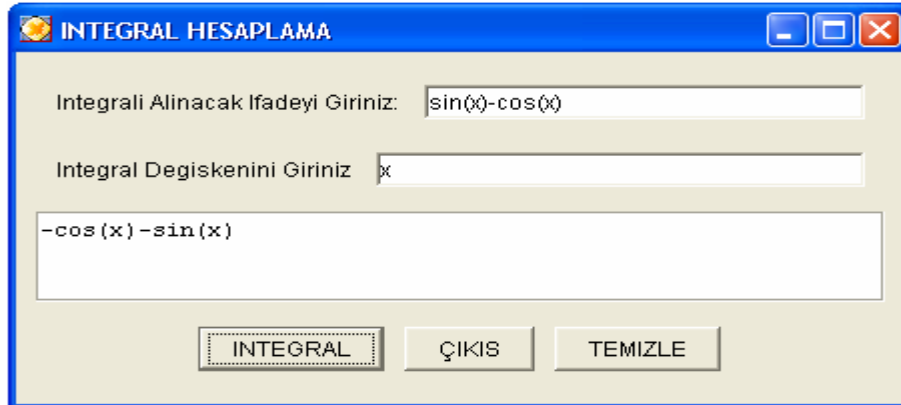 INTEGRAL HESAPLAMA
Integrali Alinacak Ifadeyi Giriniz: sin(x)-cos(x)
Integral Degiskenini Giriniz x
-cos(x)-sin(x)
INTEGRAL ÇIKIS TEMIZLE